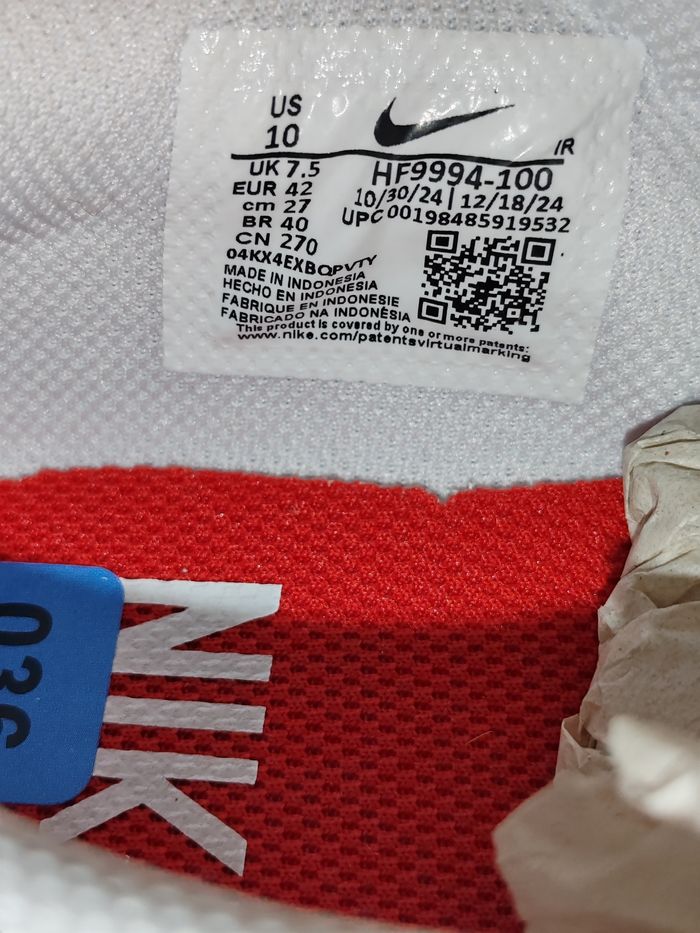 US
10
/R
UK 7.5
HF9994-100
EUR 42
10/30/24 | 12/18/24
cm 27
UPC 00198485919532
BR 40
CN 270
04KX4EXBQPVTY
MADE IN INDONESIA
HECHO EN INDONESIA
FABRIQUE EN INDONESIE
FABRICADO NA INDONÉSIA
This product is covered by one or more patents:
www.nike.com/patentsvirtualmarking
NIK
036